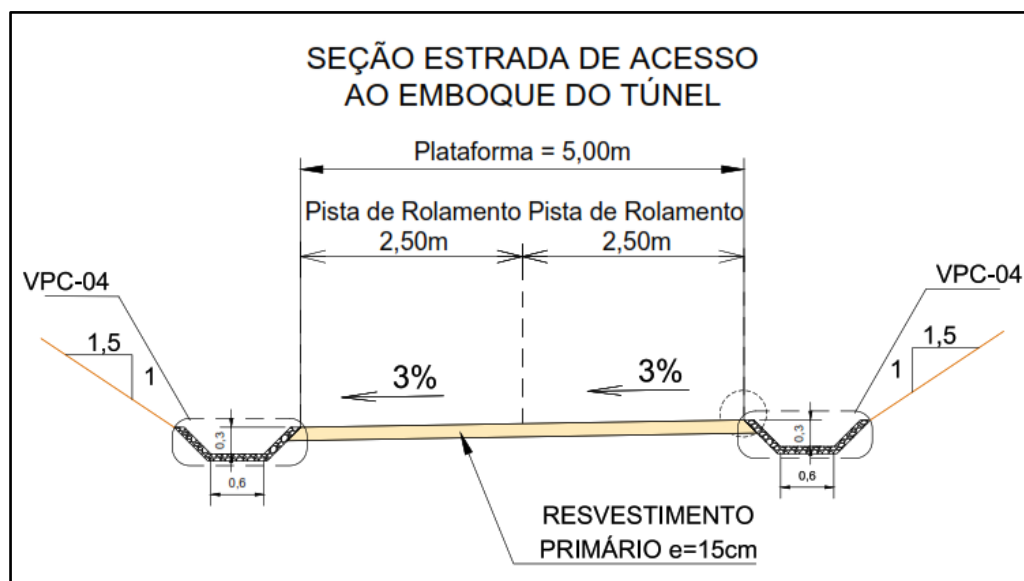 SEÇÃO ESTRADA DE ACESSO
AO EMBOQUE DO TÚNEL
Plataforma = 5,00m
Pista de Rolamento Pista de Rolamento
2,50m 2,50m
VPC-04 VPC-04
1,5 1,5
1 1
3% 3%
0,3 0,3
0,6 0,6
RESVESTIMENTO
PRIMÁRIO e=15cm